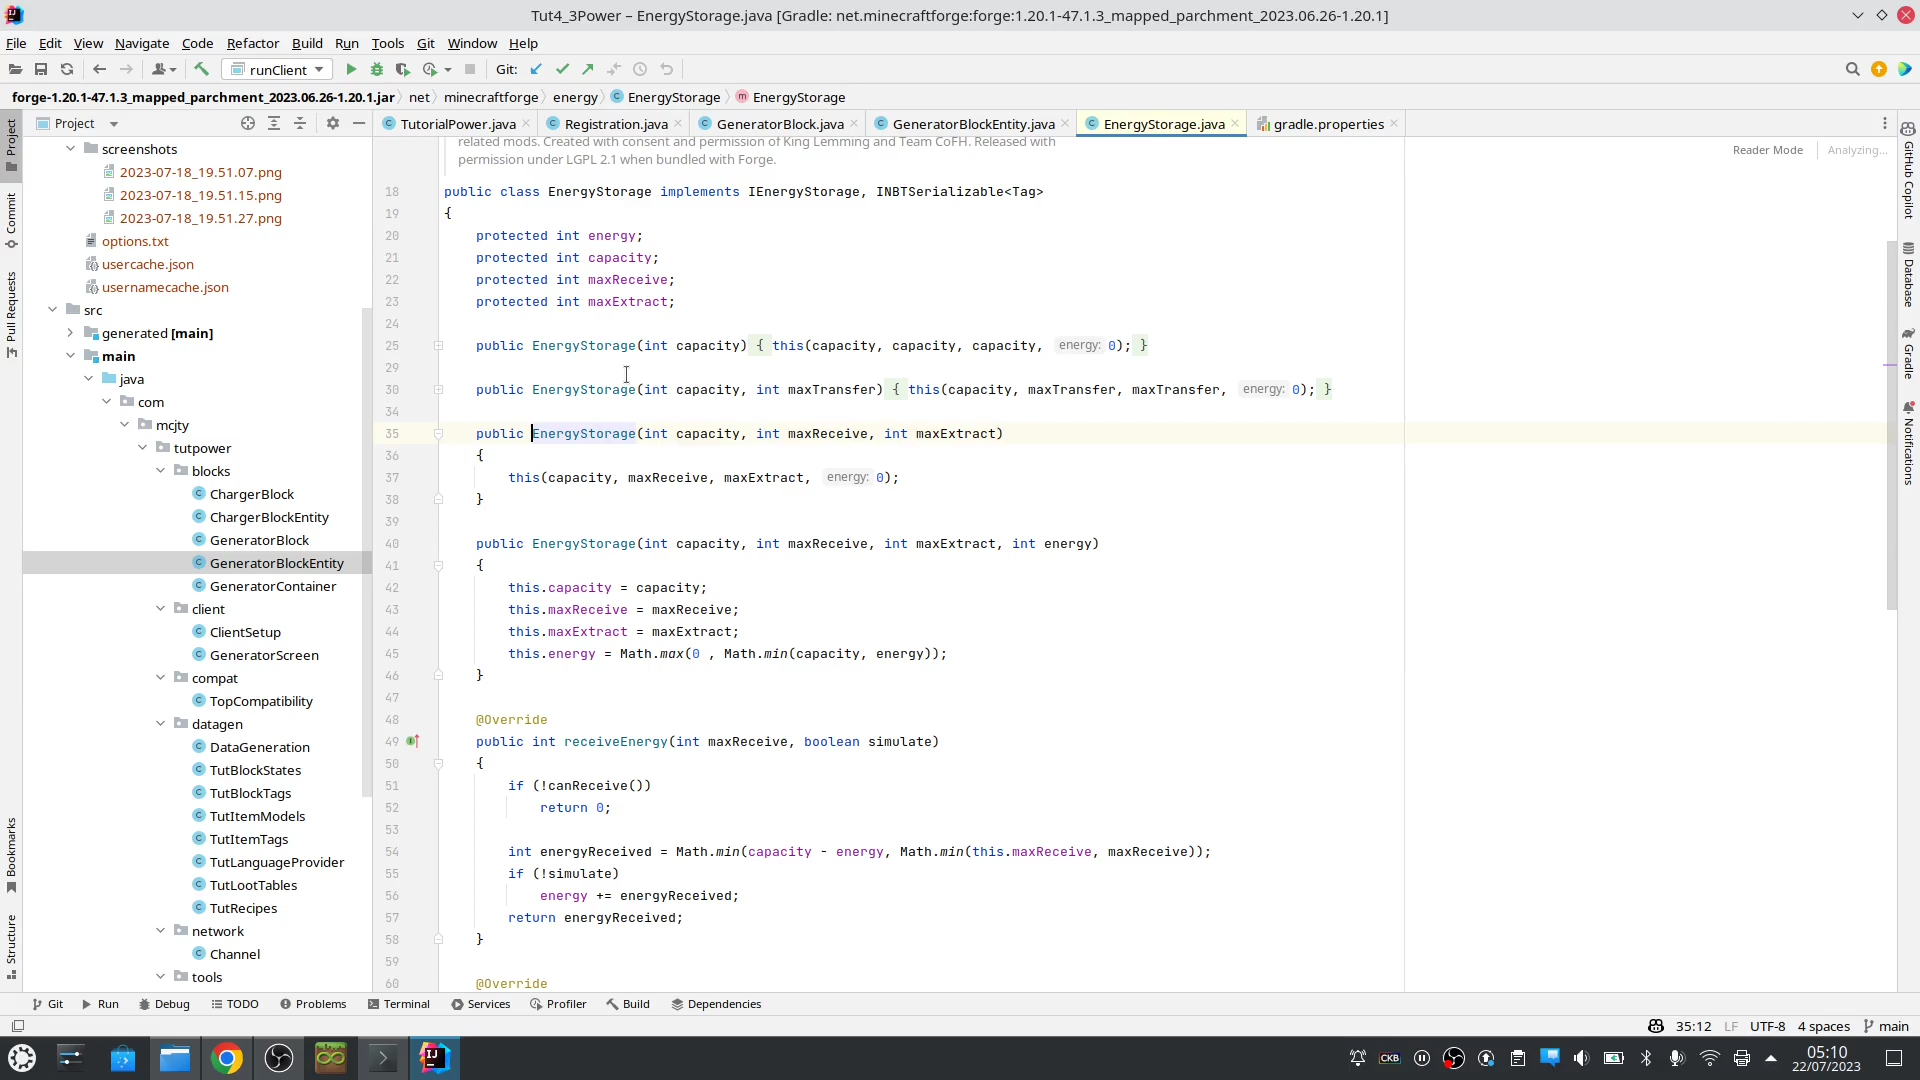 Tut4_3Power – EnergyStorage.java [Gradle: net.minecraftforge:forge:1.20.1-47.1.3_mapped_parchment_2023.06.26-1.20.1]
File Edit View Navigate Code Refactor Build Run Tools Git Window Help
runClient Git:
forge-1.20.1-47.1.3_mapped_parchment_2023.06.26-1.20.1.jar net minecraftforge energy EnergyStorage EnergyStorage
Project
TutorialPower.java Registration.java GeneratorBlock.java GeneratorBlockEntity.java EnergyStorage.java gradle.properties
Reader Mode Analyzing...
screenshots
2023-07-18_19.51.07.png
2023-07-18_19.51.15.png
2023-07-18_19.51.27.png
options.txt
usercache.json
usernamecache.json
src
generated [main]
main
java
com
mcjty
tutpower
blocks
ChargerBlock
ChargerBlockEntity
GeneratorBlock
GeneratorBlockEntity
GeneratorContainer
client
ClientSetup
GeneratorScreen
compat
TopCompatibility
datagen
DataGeneration
TutBlockStates
TutBlockTags
TutItemModels
TutItemTags
TutLanguageProvider
TutLootTables
TutRecipes
network
Channel
tools
related mods. Created with consent and permission of King Lemming and Team CoFH. Released with
permission under LGPL 2.1 when bundled with Forge.
18 public class EnergyStorage implements IEnergyStorage, INBTSerializable<Tag>
19 {
20 protected int energy;
21 protected int capacity;
22 protected int maxReceive;
23 protected int maxExtract;
24
25 public EnergyStorage(int capacity) { this(capacity, capacity, capacity, energy: 0); }
29
30 public EnergyStorage(int capacity, int maxTransfer) { this(capacity, maxTransfer, maxTransfer, energy: 0); }
34
35 public EnergyStorage(int capacity, int maxReceive, int maxExtract)
36 {
37 this(capacity, maxReceive, maxExtract, energy: 0);
38 }
39
40 public EnergyStorage(int capacity, int maxReceive, int maxExtract, int energy)
41 {
42 this.capacity = capacity;
43 this.maxReceive = maxReceive;
44 this.maxExtract = maxExtract;
45 this.energy = Math.max(0 , Math.min(capacity, energy));
46 }
47
48 @Override
49 public int receiveEnergy(int maxReceive, boolean simulate)
50 {
51 if (!canReceive())
52 return 0;
53
54 int energyReceived = Math.min(capacity - energy, Math.min(this.maxReceive, maxReceive));
55 if (!simulate)
56 energy += energyReceived;
57 return energyReceived;
58 }
59
60 @Override
Project
Commit
Pull Requests
Bookmarks
Structure
GitHub Copilot
Database
Gradle
Notifications
Git Run Debug TODO Problems Terminal Services Profiler Build Dependencies
35:12 LF UTF-8 4 spaces main
CKB
05:10
22/07/2023